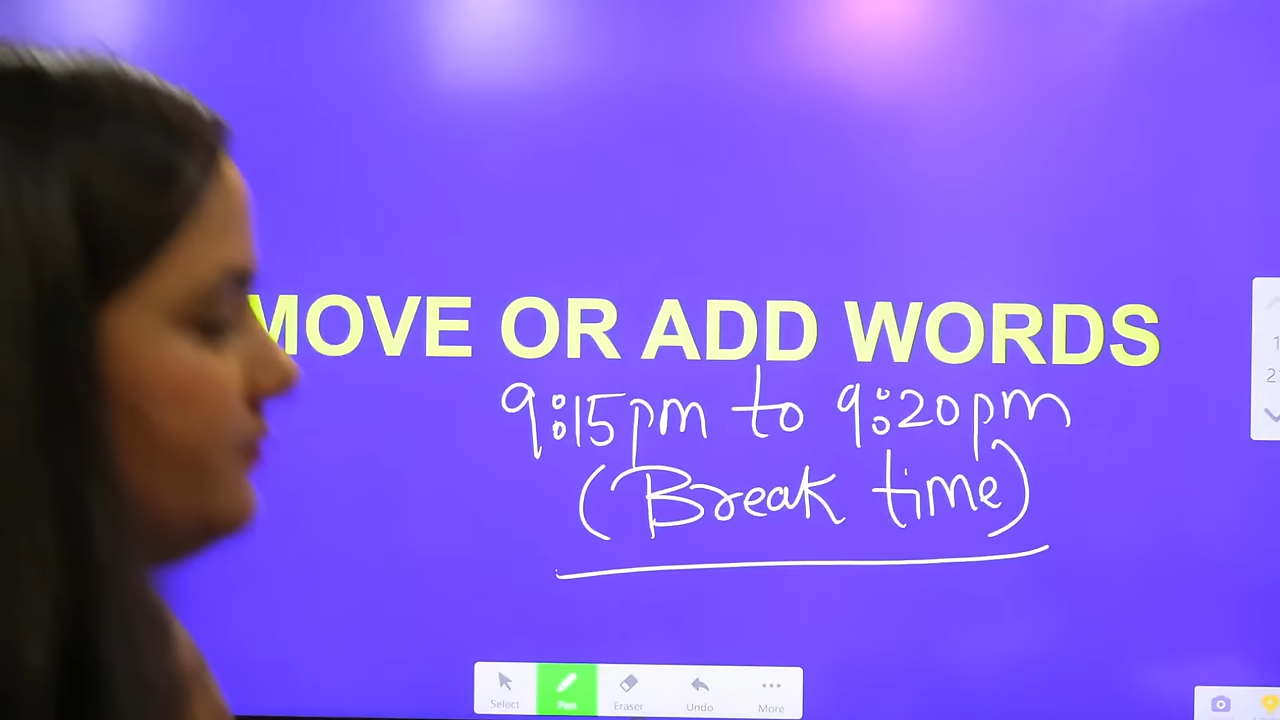 MOVE OR ADD WORDS
9:15pm to 9:20pm
(Break time)
Select
Pen
Eraser
Undo
More